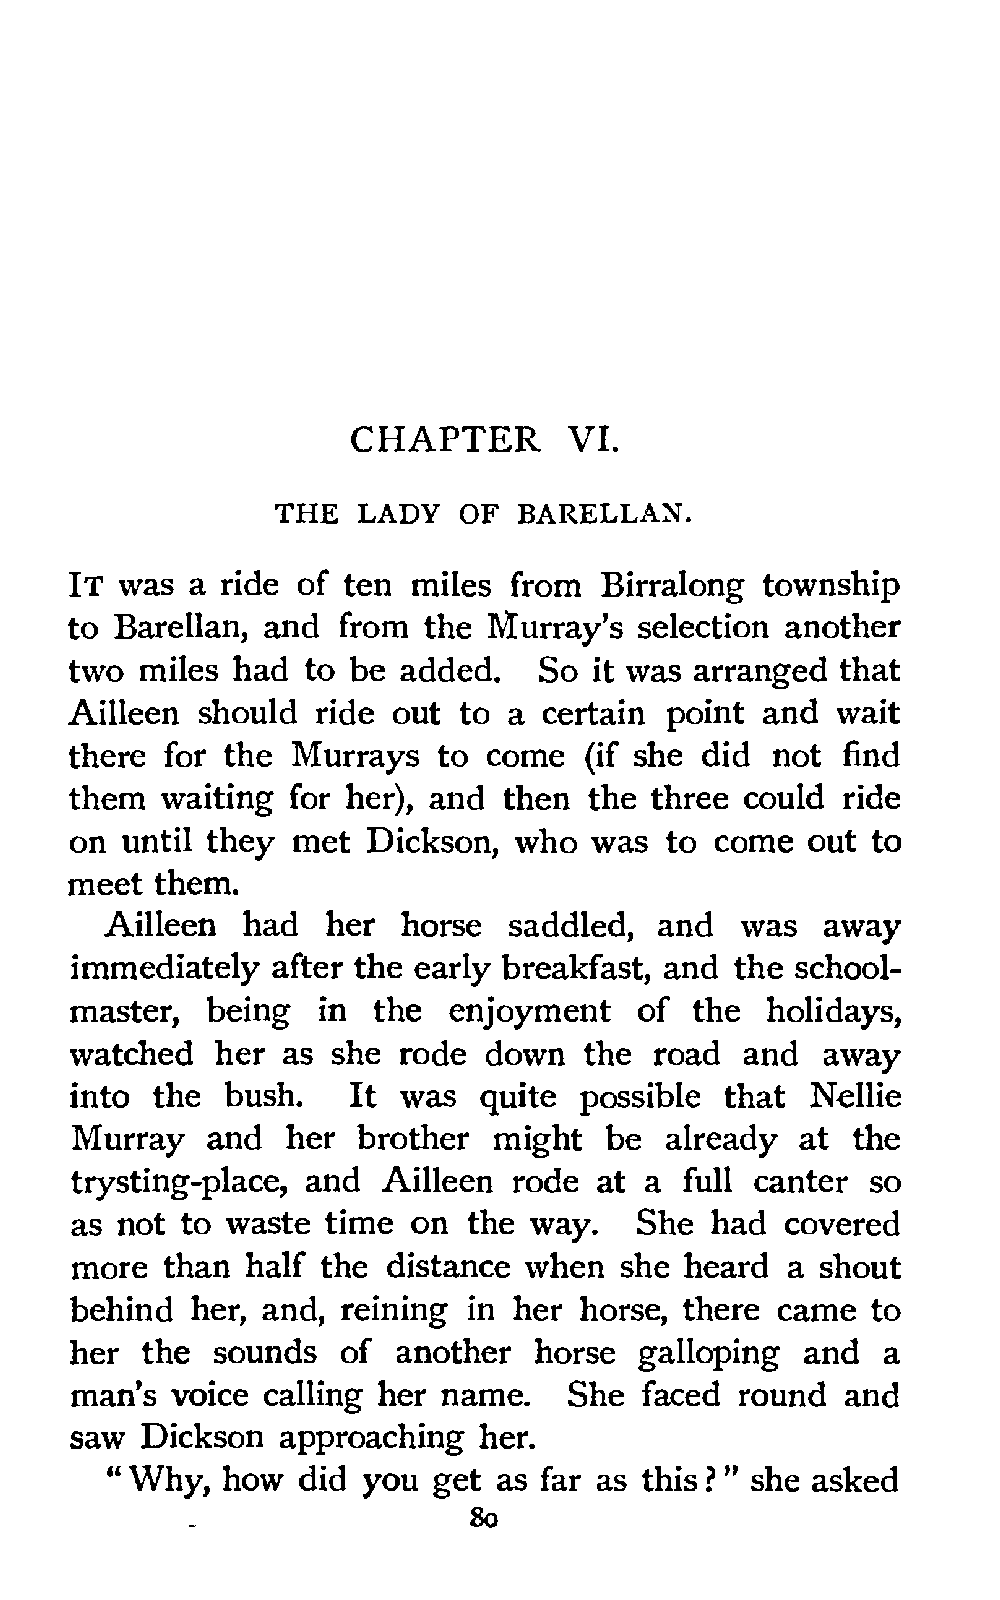 CHAPTER VI.
THE LADY OF BARELLAN.
IT was a ride of ten miles from Birralong township
to Barellan, and from the Murray's selection another
two miles had to be added. So it was arranged that
Ailleen should ride out to a certain point and wait
there for the Murrays to come (if she did not find
them waiting for her), and then the three could ride
on until they met Dickson, who was to come out to
meet them.
Ailleen had her horse saddled, and was away
immediately after the early breakfast, and the school-
master, being in the enjoyment of the holidays,
watched her as she rode down the road and away
into the bush. It was quite possible that Nellie
Murray and her brother might be already at the
trysting-place, and Ailleen rode at a full canter so
as not to waste time on the way. She had covered
more than half the distance when she heard a shout
behind her, and, reining in her horse, there came to
her the sounds of another horse galloping and a
man's voice calling her name. She faced round and
saw Dickson approaching her.
"Why, how did you get as far as this?" she asked
80